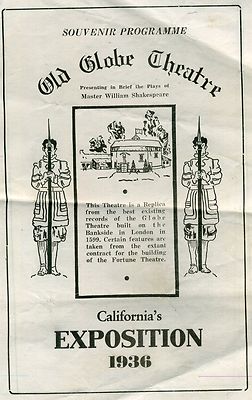 SOUVENIR PROGRAMME
Old Globe Theatre
Presenting in Brief the Plays of
Master William Shakespeare
This Theatre is a Replica
from the best existing
records of the Globe
Theatre built on the
Bankside in London in
1599. Certain features are
taken from the extant
contract for the building
of the Fortune Theatre.
California's
EXPOSITION
1936